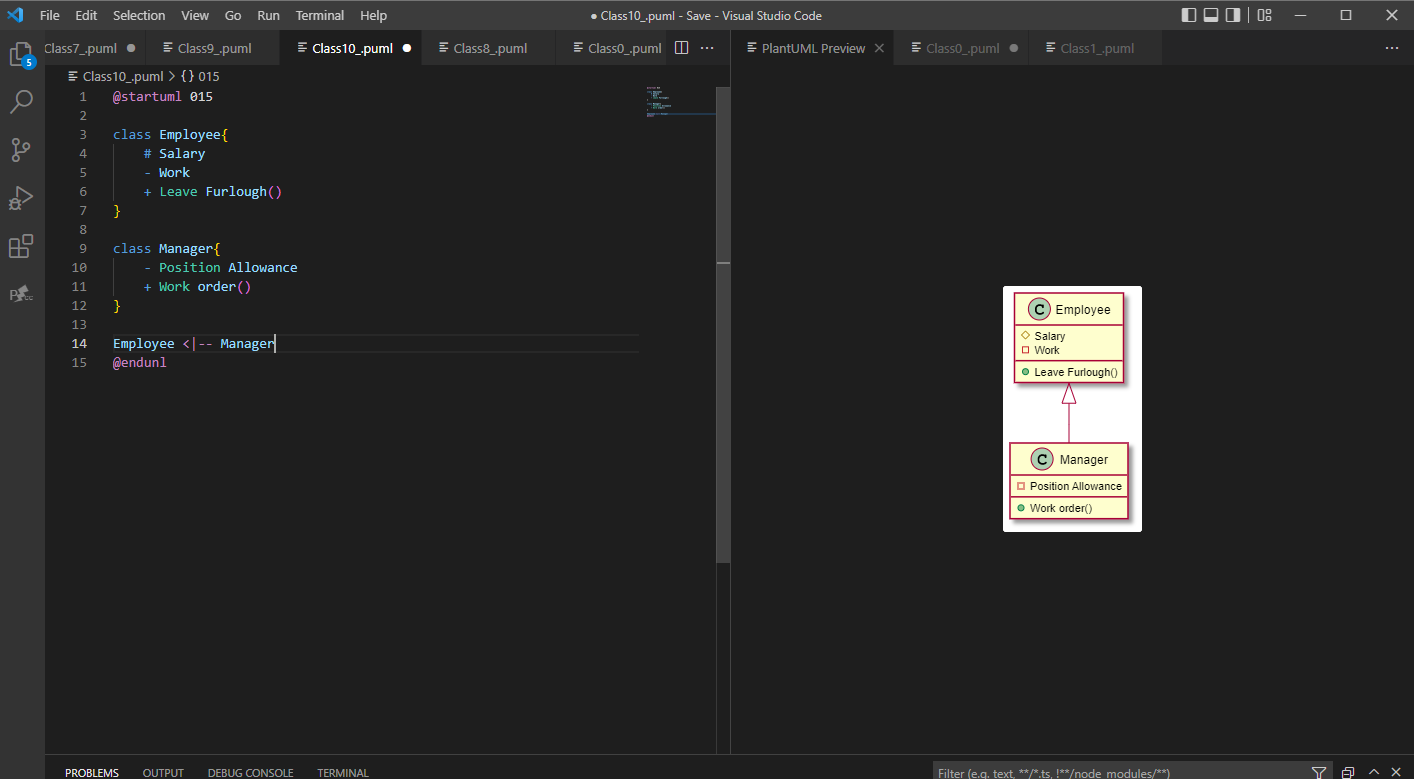 File Edit Selection View Go Run Terminal Help
● Class10_.puml - Save - Visual Studio Code
5
Class7_.puml
Class9_.puml
Class10_.puml
Class8_.puml
Class0_.puml
PlantUML Preview
Class0_.puml
Class1_.puml
Class10_.puml > {} 015
1 @startuml 015
2
3 class Employee{
4 # Salary
5 - Work
6 + Leave Furlough()
7 }
8
9 class Manager{
10 - Position Allowance
11 + Work order()
12 }
13
14 Employee <|-- Manager
15 @endunl
C Employee
Salary
Work
Leave Furlough()
C Manager
Position Allowance
Work order()
PROBLEMS OUTPUT DEBUG CONSOLE TERMINAL
Filter (e.g. text, **/*.ts, !**/node_modules/**)